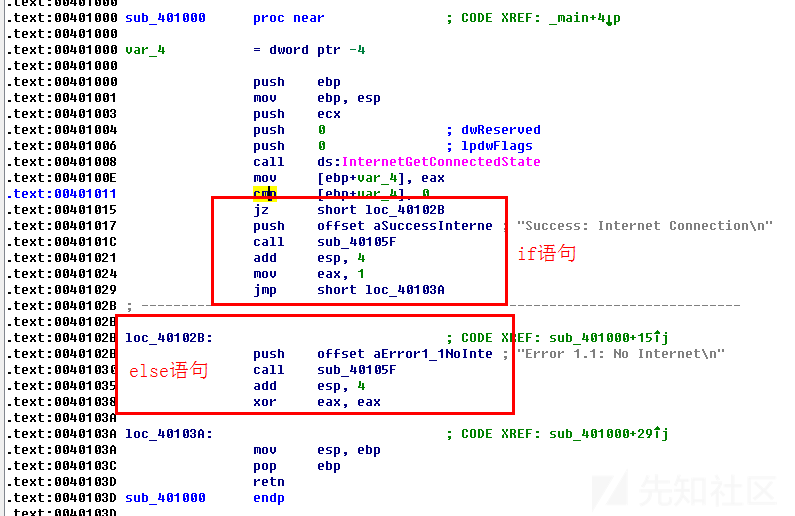 .text:00401000
.text:00401000 sub_401000 proc near ; CODE XREF: _main+4↓p
.text:00401000
.text:00401000 var_4 = dword ptr -4
.text:00401000
.text:00401000 push ebp
.text:00401001 mov ebp, esp
.text:00401003 push ecx
.text:00401004 push 0 ; dwReserved
.text:00401006 push 0 ; lpdwFlags
.text:00401008 call ds:InternetGetConnectedState
.text:0040100E mov [ebp+var_4], eax
.text:00401011 cmp [ebp+var_4], 0
.text:00401015 jz short loc_40102B
.text:00401017 push offset aSuccessInterne ; "Success: Internet Connection\n"
.text:0040101C call sub_40105F
if语句
.text:00401021 add esp, 4
.text:00401024 mov eax, 1
.text:00401029 jmp short loc_40103A
.text:0040102B ; ---------------------------------------------------------------------------
.text:0040102B
.text:0040102B loc_40102B: ; CODE XREF: sub_401000+15↑j
.text:0040102B push offset aError1_1NoInte ; "Error 1.1: No Internet\n"
.text:00401030 call sub_40105F
else语句
.text:00401035 add esp, 4
.text:00401038 xor eax, eax
.text:0040103A
.text:0040103A loc_40103A: ; CODE XREF: sub_401000+29↑j
.text:0040103A mov esp, ebp
.text:0040103C pop ebp
.text:0040103D retn
.text:0040103D sub_401000 endp
.text:0040103D
先知社区